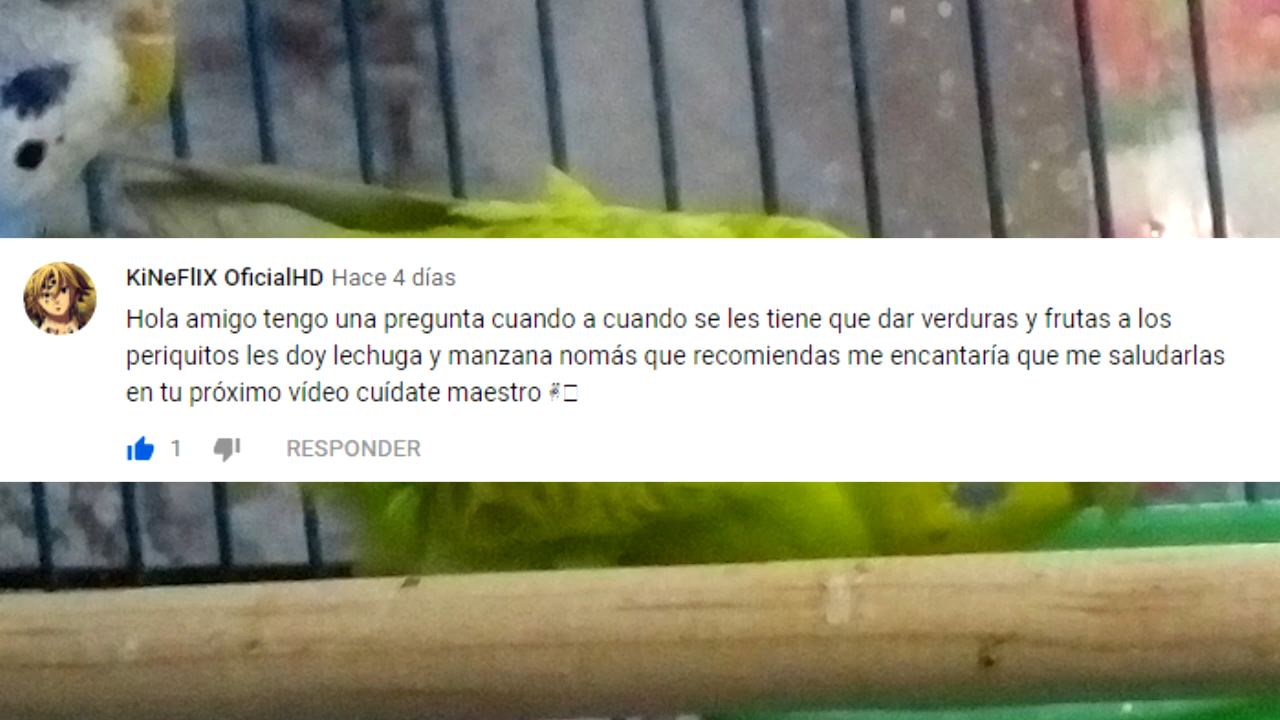 KiNeFlIX OficialHD Hace 4 días
Hola amigo tengo una pregunta cuando a cuando se les tiene que dar verduras y frutas a los
periquitos les doy lechuga y manzana nomás que recomiendas me encantaría que me saludarlas
en tu próximo vídeo cuídate maestro ✌□
1 RESPONDER